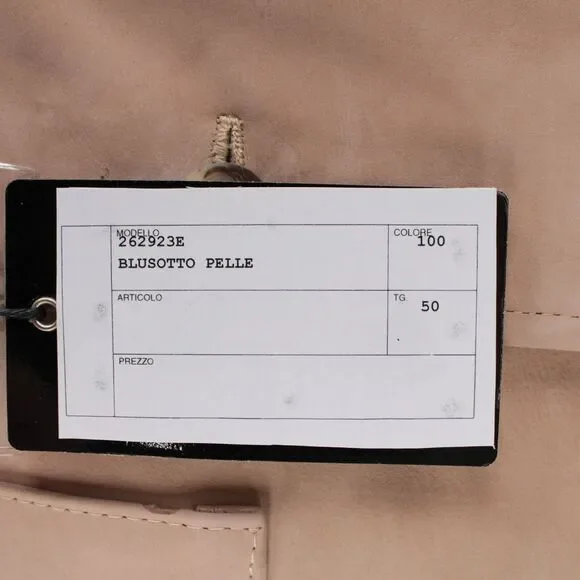 MODELLO
262923E
BLUSOTTO PELLE
COLORE
100
ARTICOLO
TG.
50
PREZZO